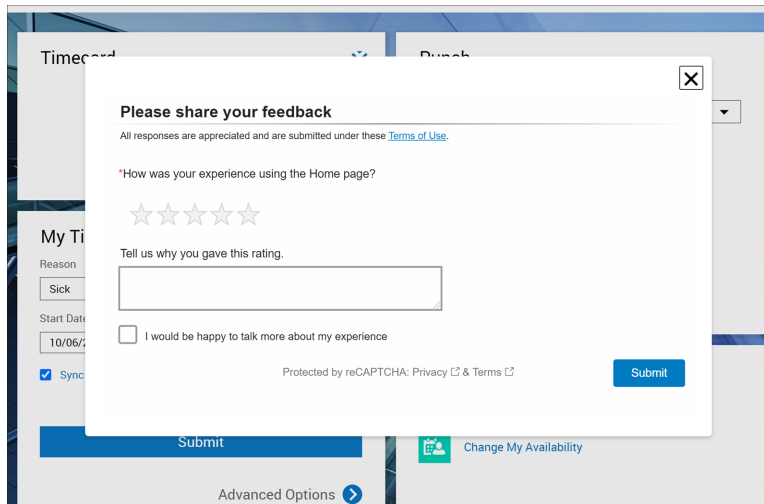 Timecard
Punch
Please share your feedback
All responses are appreciated and are submitted under these Terms of Use.
*How was your experience using the Home page?
Tell us why you gave this rating.
I would be happy to talk more about my experience
Protected by reCAPTCHA: Privacy & Terms
Submit
My Ti
Reason
Sick
Start Date
10/06/2
Sync
Submit
Advanced Options
Change My Availability